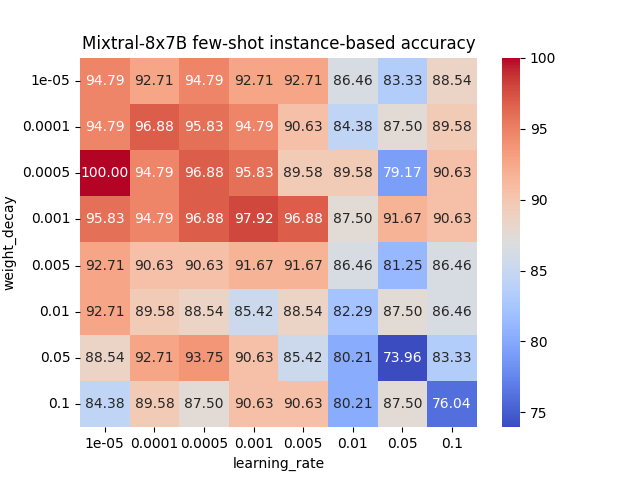 Mixtral-8x7B few-shot instance-based accuracy
1e-05 94.79 92.71 94.79 92.71 92.71 86.46 83.33 88.54
0.0001 94.79 96.88 95.83 94.79 90.63 84.38 87.50 89.58
0.0005 100.00 94.79 96.88 95.83 89.58 89.58 79.17 90.63
0.001 95.83 94.79 96.88 97.92 96.88 87.50 91.67 90.63
0.005 92.71 90.63 90.63 91.67 91.67 86.46 81.25 86.46
0.01 92.71 89.58 88.54 85.42 88.54 82.29 87.50 86.46
0.05 88.54 92.71 93.75 90.63 85.42 80.21 73.96 83.33
0.1 84.38 89.58 87.50 90.63 90.63 80.21 87.50 76.04
1e-05 0.0001 0.0005 0.001 0.005 0.01 0.05 0.1
learning_rate
weight_decay
100
95
90
85
80
75